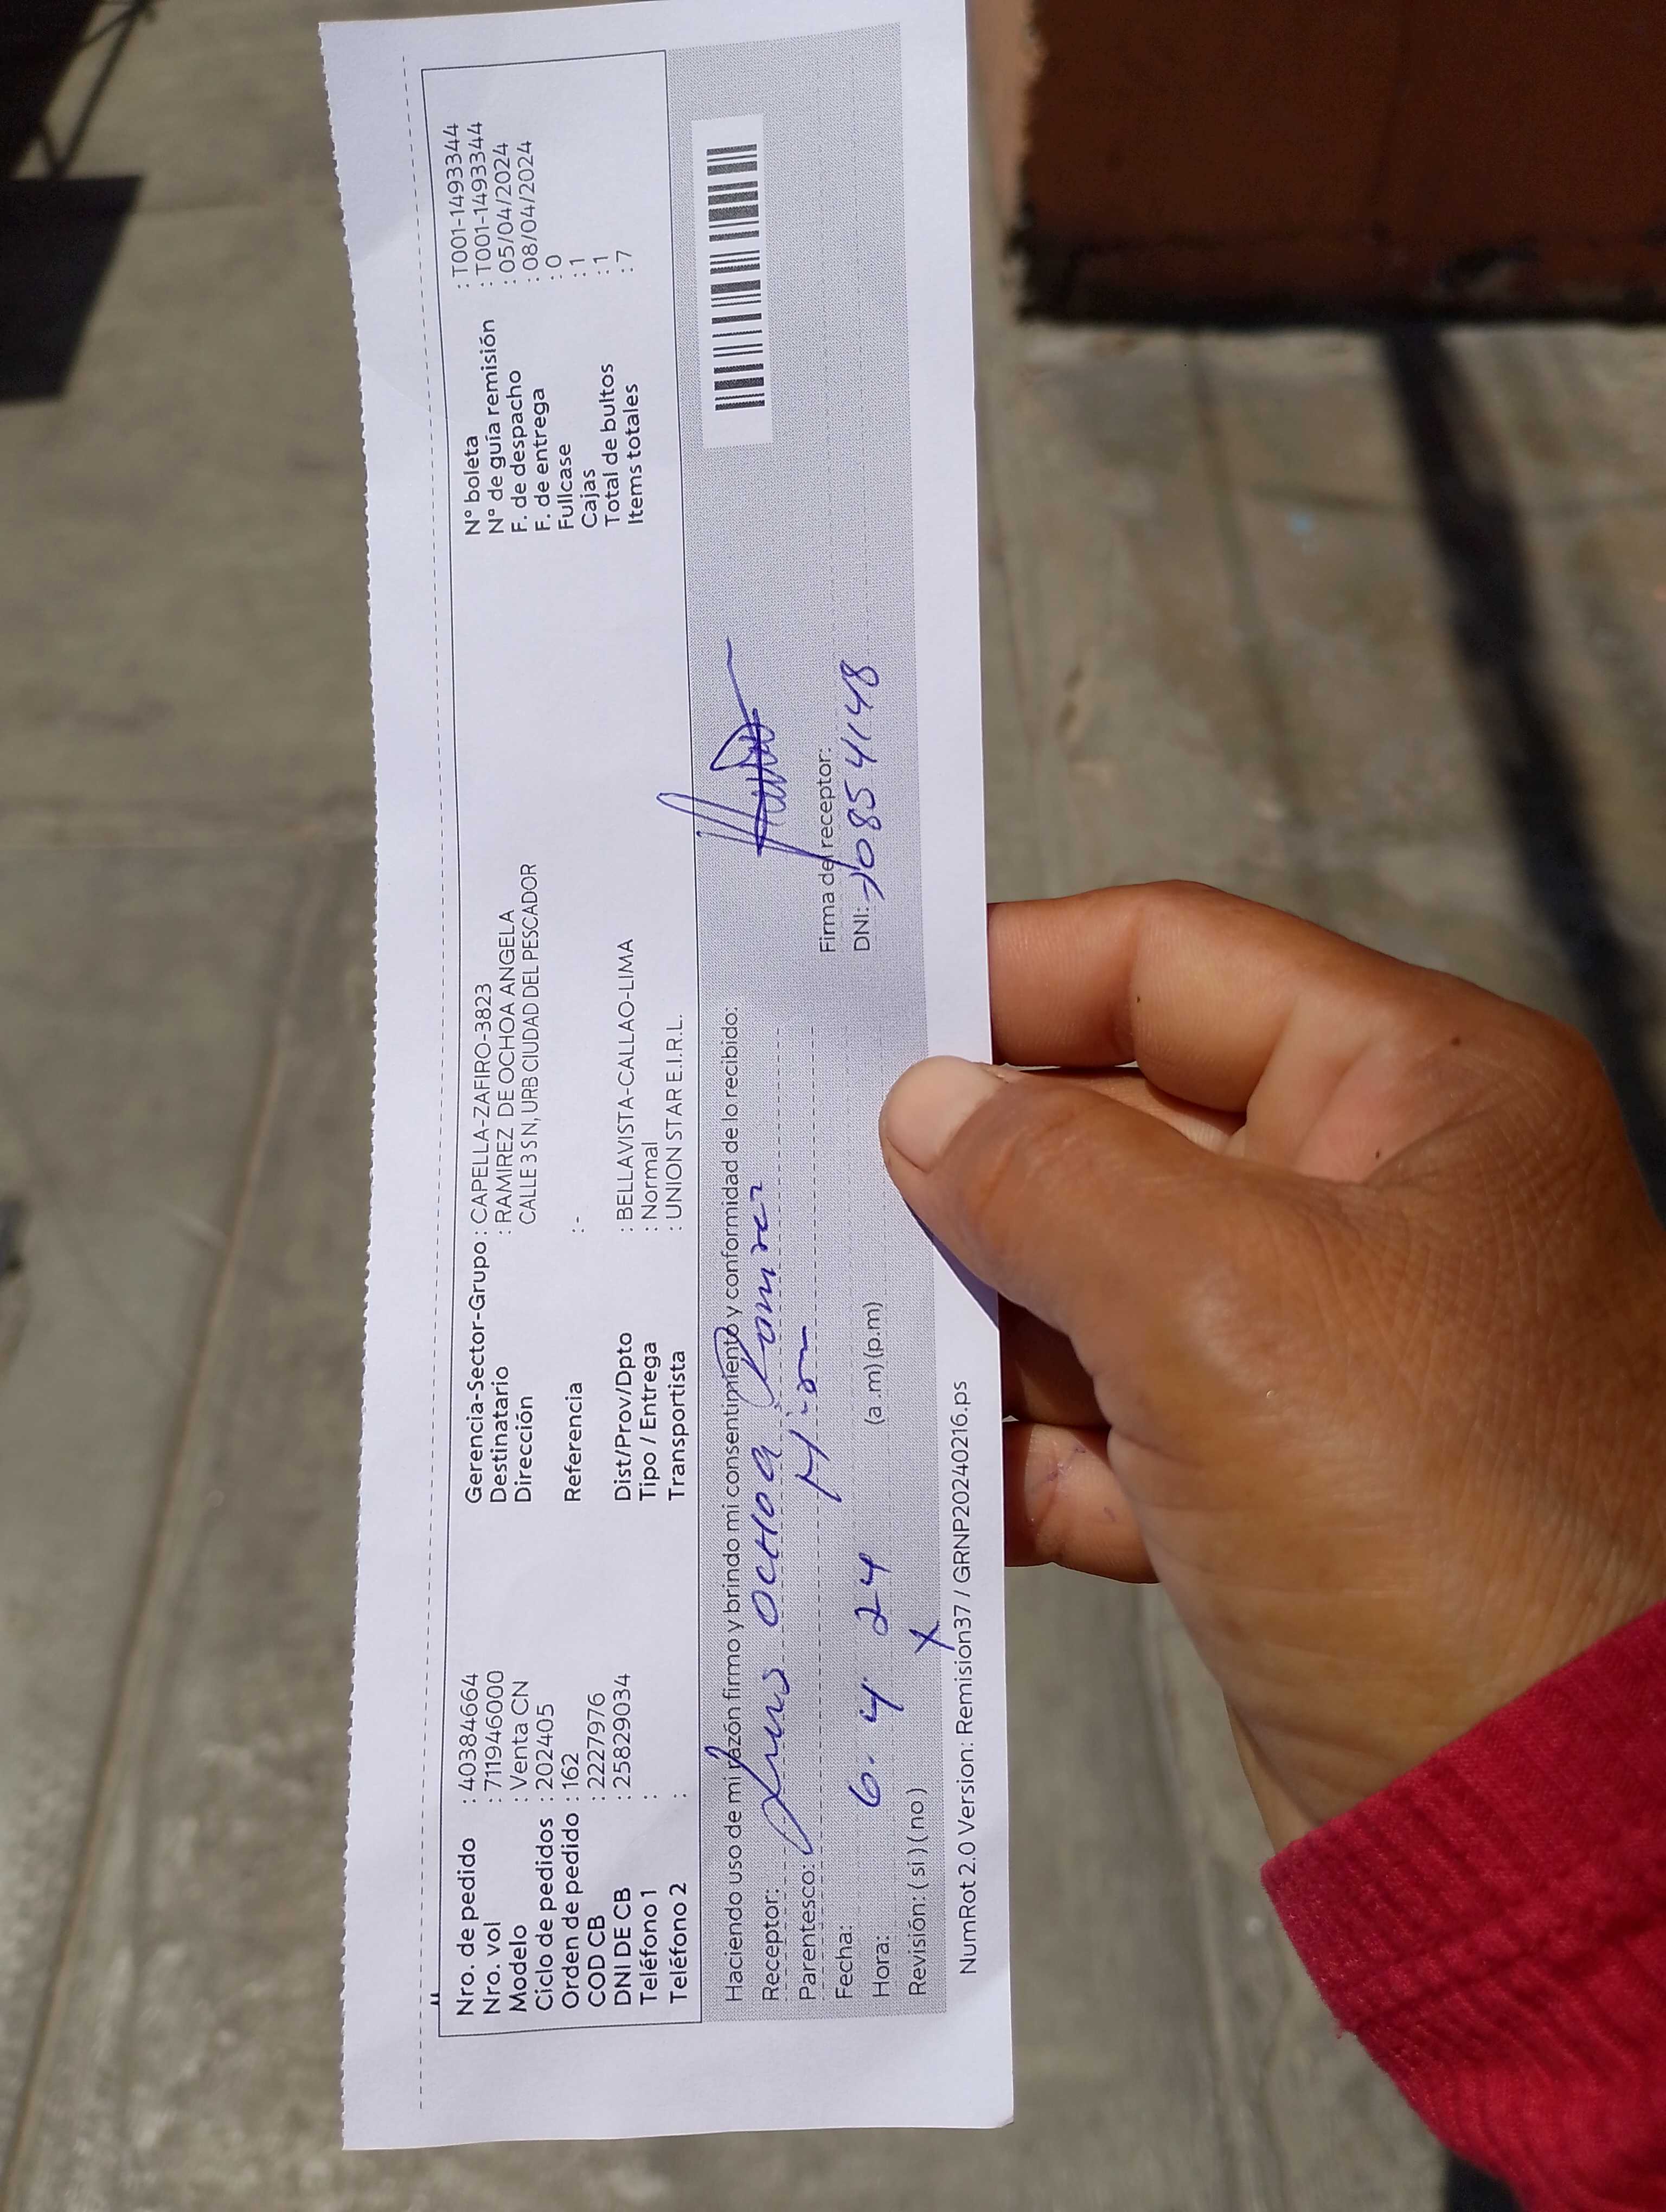 Nro. de pedido : 40384664
Nro. vol : 711946000
Modelo : Venta CN
Ciclo de pedidos : 202405
Orden de pedido : 162
COD CB : 2227976
DNI DE CB : 25829034
Teléfono 1 :
Teléfono 2 :
Gerencia-Sector-Grupo : CAPELLA-ZAFIRO-3823
Destinatario : RAMIREZ DE OCHOA ANGELA
Dirección CALLE 3 S N, URB CIUDAD DEL PESCADOR
Referencia :-
Dist/Prov/Dpto : BELLAVISTA-CALLAO-LIMA
Tipo / Entrega : Normal
Transportista : UNION STAR E.I.R.L.
N° boleta : T001-1493344
N° de guía remisión : T001-1493344
F. de despacho : 05/04/2024
F. de entrega : 08/04/2024
Fullcase : 0
Cajas : 1
Total de bultos : 1
Items totales : 7
Haciendo uso de mi razón firmo y brindo mi consentimiento y conformidad de lo recibido:
Receptor: Ochoa
Parentesco:
Fecha: 6. 4 24
Hora: (a .m) (p.m)
Revisión: ( si ) ( no ) X
Firma del receptor:
DNI:
NumRot 2.0 Version: Remision37 / GRNP20240216.ps